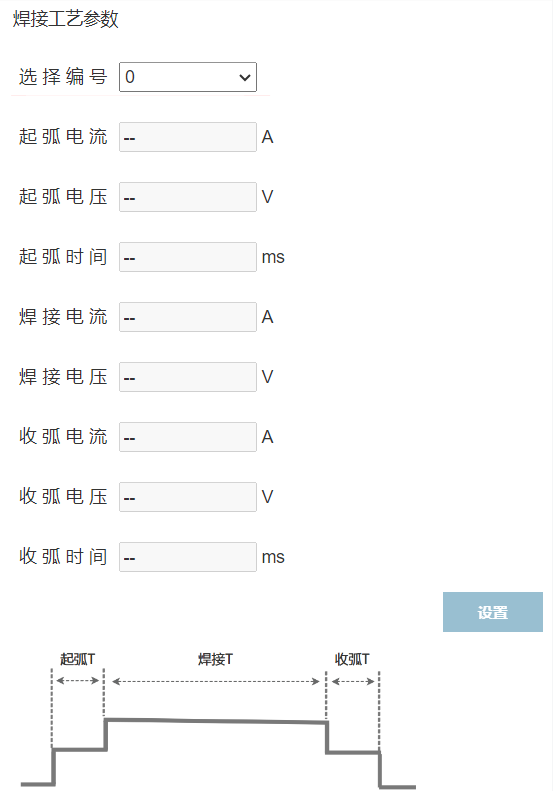 焊接工艺参数
选择编号 0
起弧电流 -- A
起弧电压 -- V
起弧时间 -- ms
焊接电流 -- A
焊接电压 -- V
收弧电流 -- A
收弧电压 -- V
收弧时间 -- ms
设置
起弧T 焊接T 收弧T